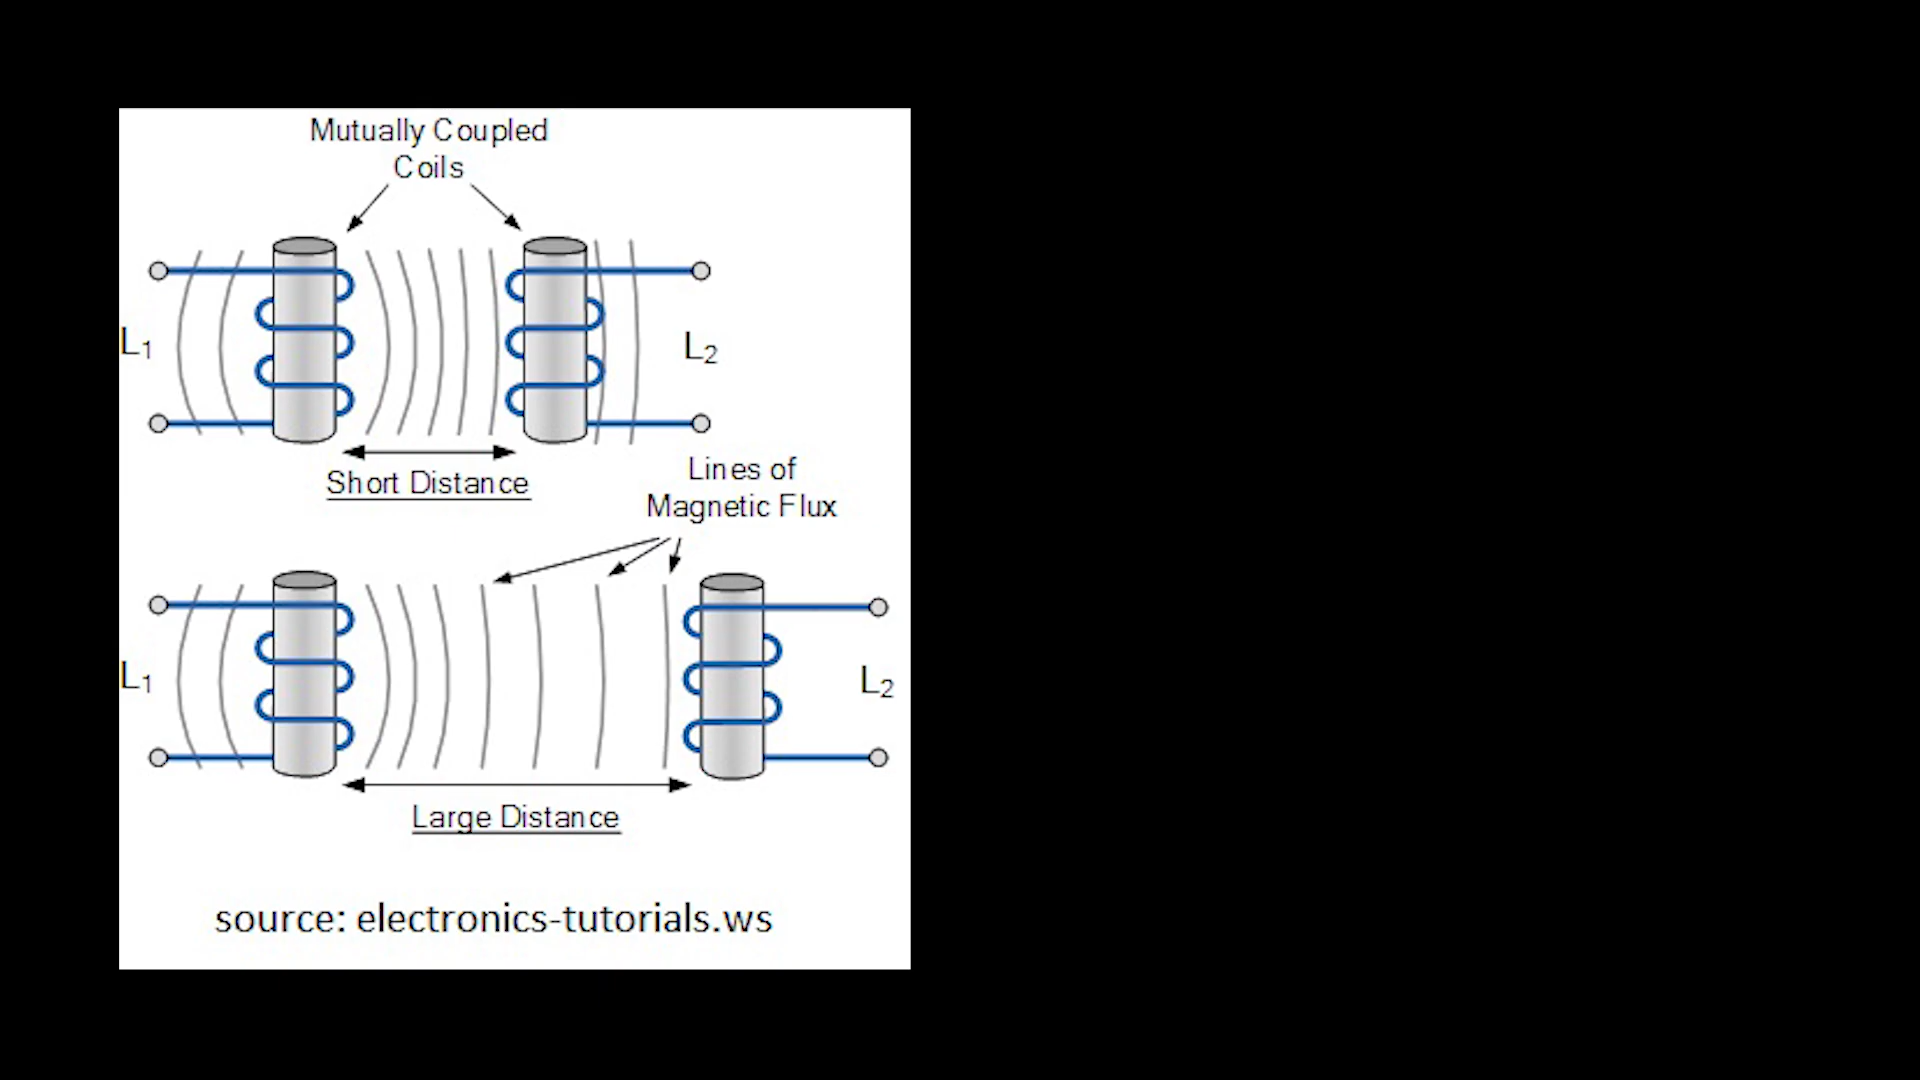 Mutually Coupled
Coils
L1
L2
Short Distance
Lines of
Magnetic Flux
L1
L2
Large Distance
source: electronics-tutorials.ws